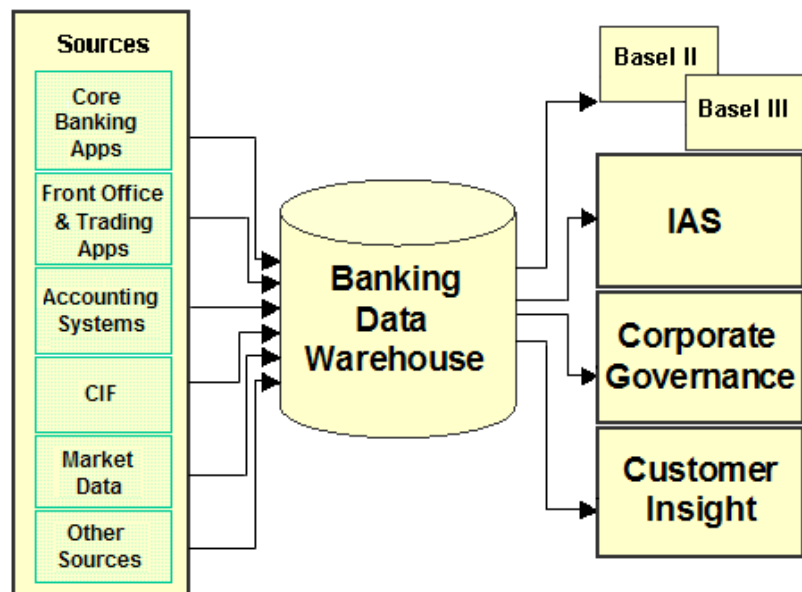 Sources
Core
Banking
Apps
Front Office
& Trading
Apps
Accounting
Systems
CIF
Market
Data
Other
Sources
Banking
Data
Warehouse
Basel II
Basel III
IAS
Corporate
Governance
Customer
Insight